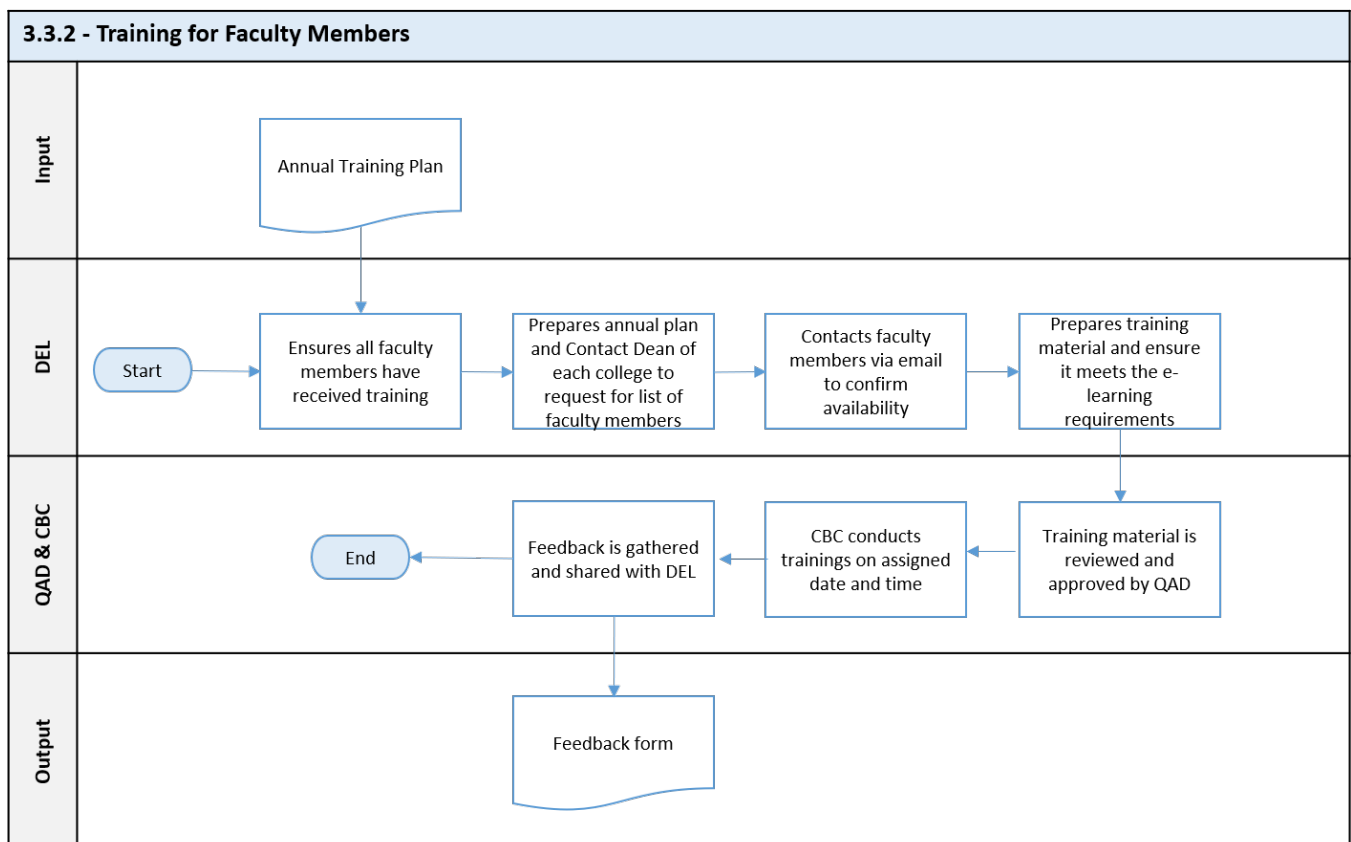 3.3.2 - Training for Faculty Members
Input
Annual Training Plan
DEL
Start
Ensures all faculty
members have
received training
Prepares annual plan
and Contact Dean of
each college to
request for list of
faculty members
Contacts faculty
members via email
to confirm
availability
Prepares training
material and ensure
it meets the e-
learning
requirements
QAD & CBC
End
Feedback is gathered
and shared with DEL
CBC conducts
trainings on assigned
date and time
Training material is
reviewed and
approved by QAD
Output
Feedback form